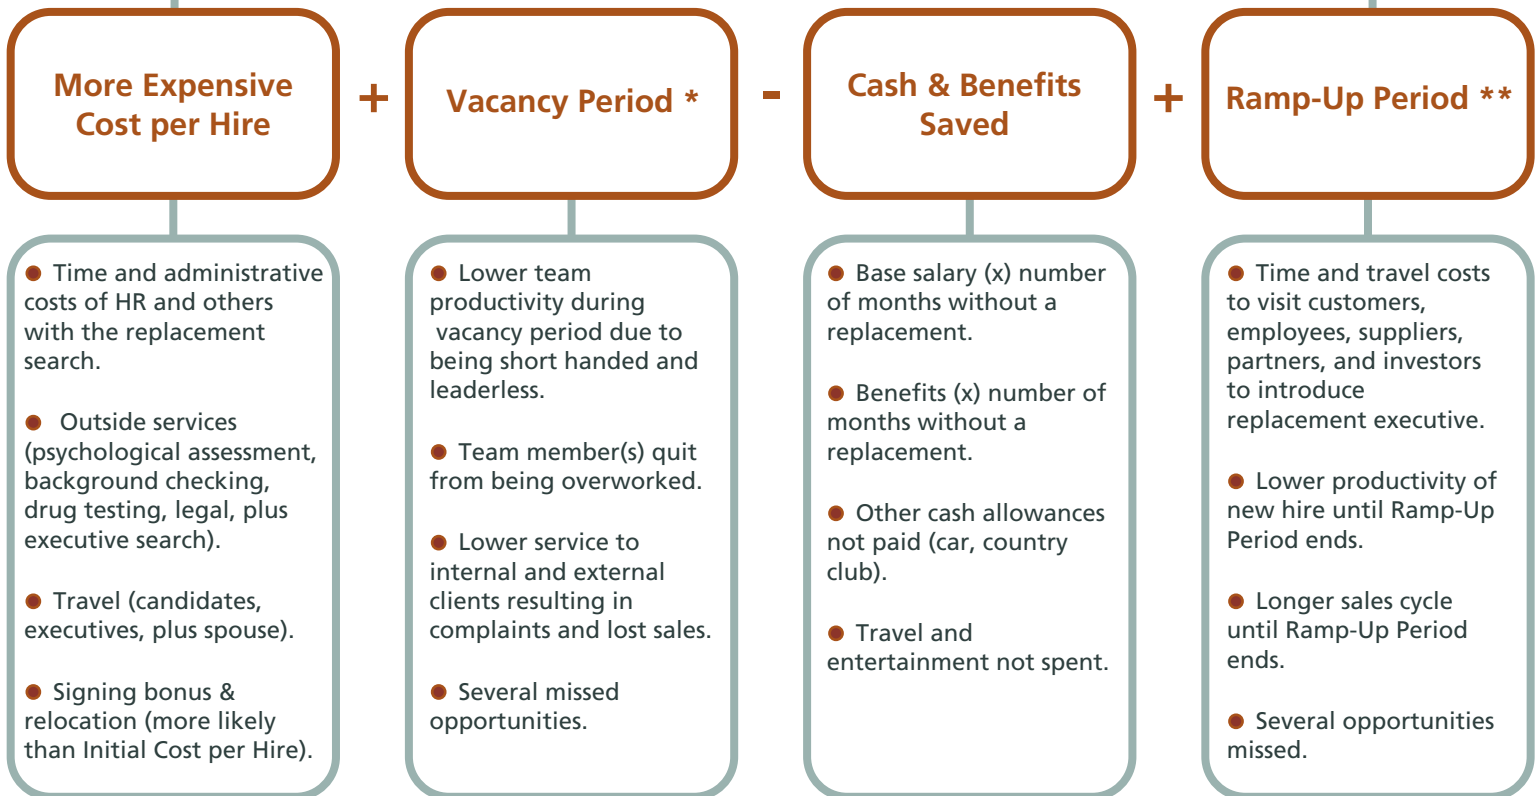 More Expensive
Cost per Hire
+
Vacancy Period *
-
Cash & Benefits
Saved
+
Ramp-Up Period **
● Time and administrative
costs of HR and others
with the replacement
search.
● Outside services
(psychological assessment,
background checking,
drug testing, legal, plus
executive search).
● Travel (candidates,
executives, plus spouse).
● Signing bonus &
relocation (more likely
than Initial Cost per Hire).
● Lower team
productivity during
vacancy period due to
being short handed and
leaderless.
● Team member(s) quit
from being overworked.
● Lower service to
internal and external
clients resulting in
complaints and lost sales.
● Several missed
opportunities.
● Base salary (x) number
of months without a
replacement.
● Benefits (x) number of
months without a
replacement.
● Other cash allowances
not paid (car, country
club).
● Travel and
entertainment not spent.
● Time and travel costs
to visit customers,
employees, suppliers,
partners, and investors
to introduce
replacement executive.
● Lower productivity of
new hire until Ramp-Up
Period ends.
● Longer sales cycle
until Ramp-Up Period
ends.
● Several opportunities
missed.